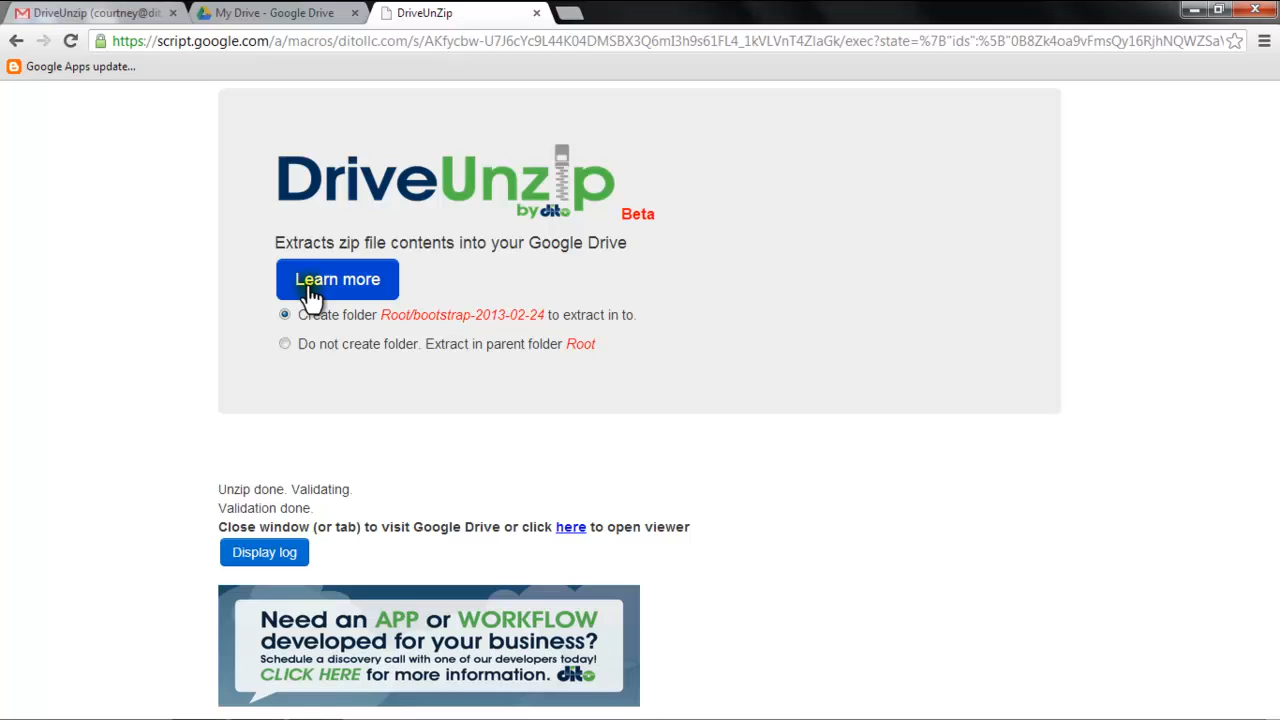 DriveUnzip (courtney@dit
My Drive - Google Drive
DriveUnZip
https://script.google.com/a/macros/ditollc.com/s/AKfycbw-U7J6cYc9L44K04DMSBX3Q6mI3h9s61FL4_1kVLVnT4ZlaGk/exec?state=%7B"ids":%5B"0B8Zk4oa9vFmsQy16RjhNQWZSa
Google Apps update...
DriveUnzip
by dito
Beta
Extracts zip file contents into your Google Drive
Learn more
Create folder Root/bootstrap-2013-02-24 to extract in to.
Do not create folder. Extract in parent folder Root
Unzip done. Validating.
Validation done.
Close window (or tab) to visit Google Drive or click here to open viewer
Display log
Need an APP or WORKFLOW
developed for your business?
Schedule a discovery call with one of our developers today!
CLICK HERE for more information. dito